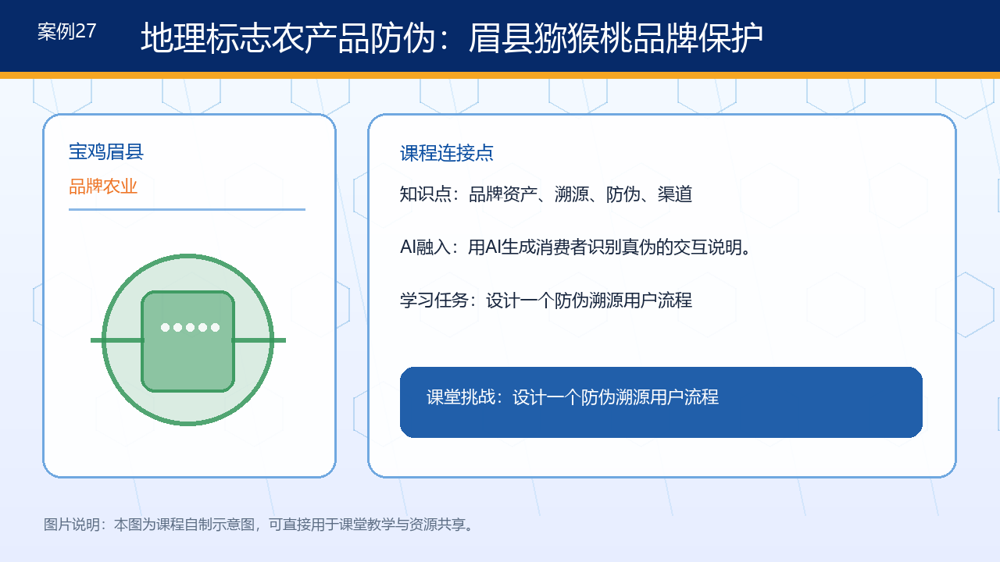 案例27
地理标志农产品防伪：眉县猕猴桃品牌保护
宝鸡眉县
品牌农业
课程连接点
知识点：品牌资产、溯源、防伪、渠道
AI融入：用AI生成消费者识别真伪的交互说明。
学习任务：设计一个防伪溯源用户流程
课堂挑战：设计一个防伪溯源用户流程
图片说明：本图为课程自制示意图，可直接用于课堂教学与资源共享。